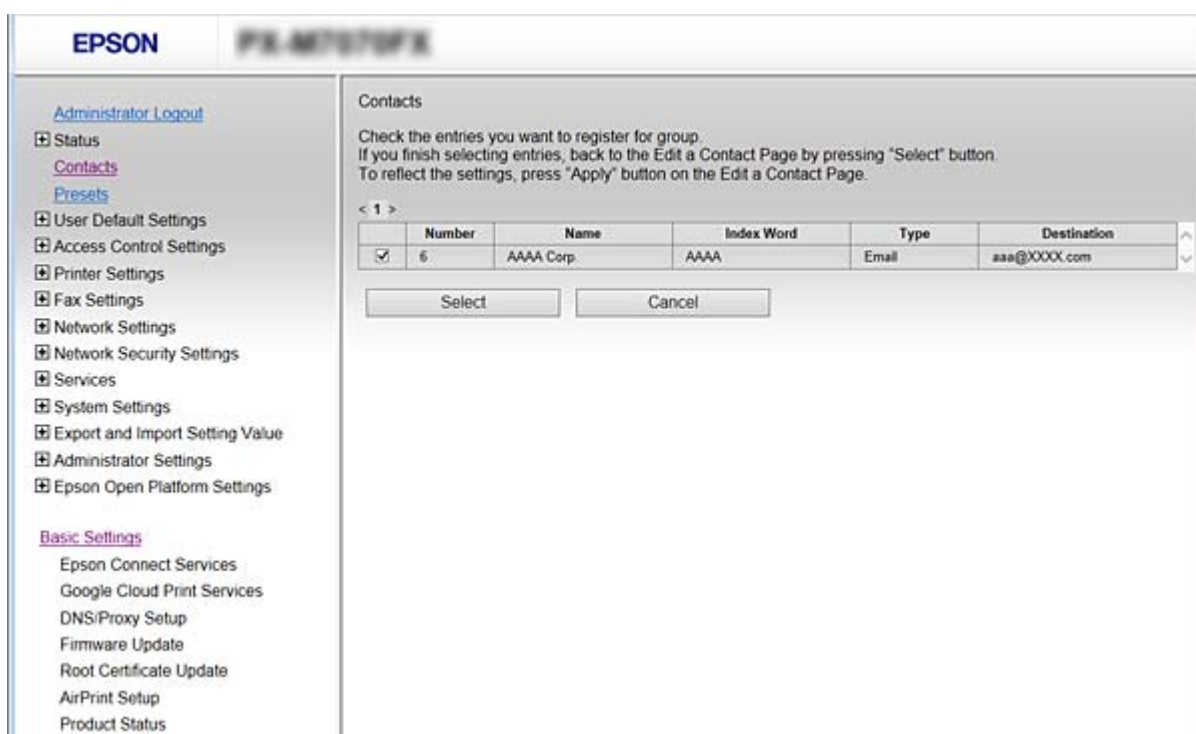 EPSON
Administrator Logout
Status
Contacts
Presets
User Default Settings
Access Control Settings
Printer Settings
Fax Settings
Network Settings
Network Security Settings
Services
System Settings
Export and Import Setting Value
Administrator Settings
Epson Open Platform Settings
Basic Settings
Epson Connect Services
Google Cloud Print Services
DNS/Proxy Setup
Firmware Update
Root Certificate Update
AirPrint Setup
Product Status
Contacts
Check the entries you want to register for group.
If you finish selecting entries, back to the Edit a Contact Page by pressing "Select" button.
To reflect the settings, press "Apply" button on the Edit a Contact Page.
< 1 >
Number Name Index Word Type Destination
6 AAAA Corp. AAAA Email aaa@XXXX.com
Select Cancel